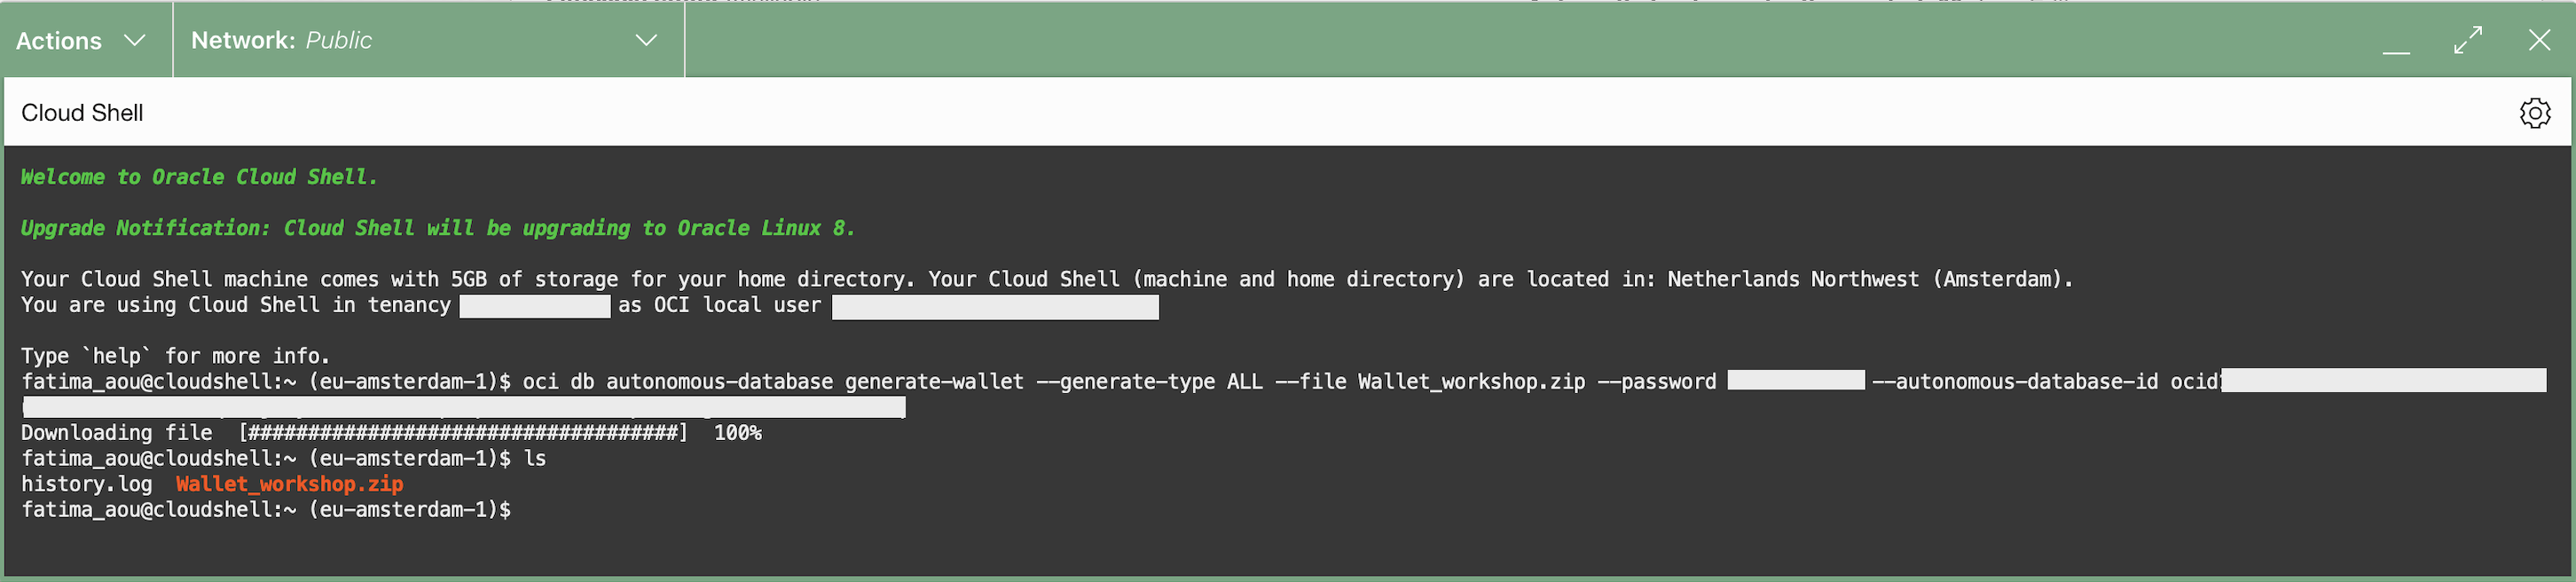 Actions
Network: Public
Cloud Shell
Welcome to Oracle Cloud Shell.
Upgrade Notification: Cloud Shell will be upgrading to Oracle Linux 8.
Your Cloud Shell machine comes with 5GB of storage for your home directory. Your Cloud Shell (machine and home directory) are located in: Netherlands Northwest (Amsterdam).
You are using Cloud Shell in tenancy as OCI local user
Type `help` for more info.
fatima_aou@cloudshell:~ (eu-amsterdam-1)$ oci db autonomous-database generate-wallet --generate-type ALL --file Wallet_workshop.zip --password --autonomous-database-id ocid
Downloading file  [####################################]  100%
fatima_aou@cloudshell:~ (eu-amsterdam-1)$ ls
history.log  Wallet_workshop.zip
fatima_aou@cloudshell:~ (eu-amsterdam-1)$